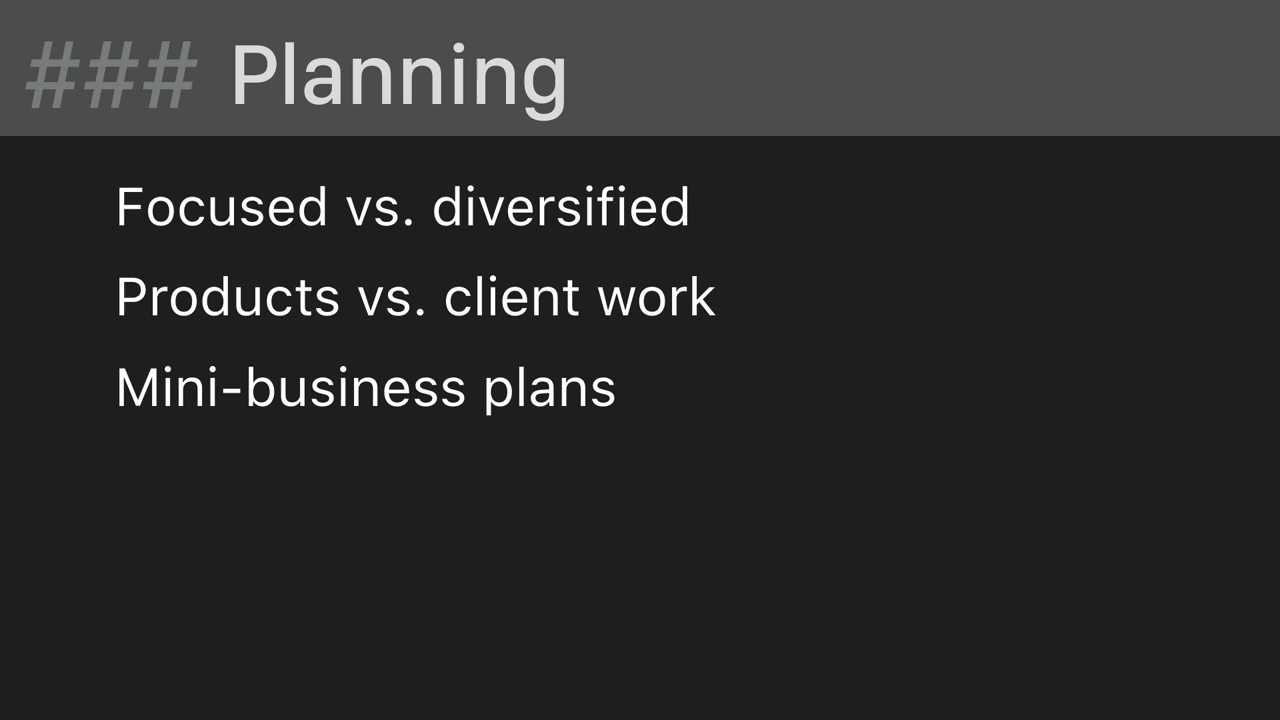 ### Planning
Focused vs. diversified
Products vs. client work
Mini-business plans